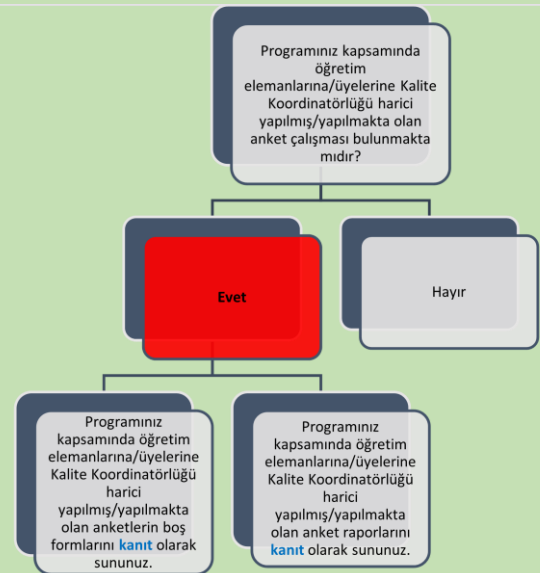 Programınız kapsamında
öğretim
elemanlarına/üyelerine Kalite
Koordinatörlüğü harici
yapılmış/yapılmakta olan
anket çalışması bulunmakta
mıdır?
Evet
Hayır
Programınız
kapsamında öğretim
elemanlarına/üyelerine
Kalite Koordinatörlüğü
harici
yapılmış/yapılmakta
olan anketlerin boş
formlarını kanıt olarak
sununuz.
Programınız
kapsamında öğretim
elemanlarına/üyelerine
Kalite Koordinatörlüğü
harici
yapılmış/yapılmakta
olan anket raporlarını
kanıt olarak sununuz.